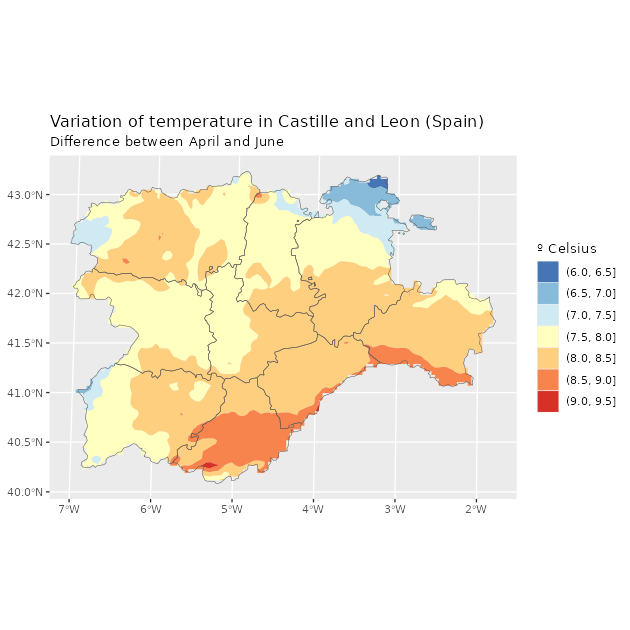 Variation of temperature in Castille and Leon (Spain)
Difference between April and June
43.0°N
42.5°N
42.0°N
41.5°N
41.0°N
40.5°N
40.0°N
7°W
6°W
5°W
4°W
3°W
2°W
º Celsius
(6.0, 6.5]
(6.5, 7.0]
(7.0, 7.5]
(7.5, 8.0]
(8.0, 8.5]
(8.5, 9.0]
(9.0, 9.5]